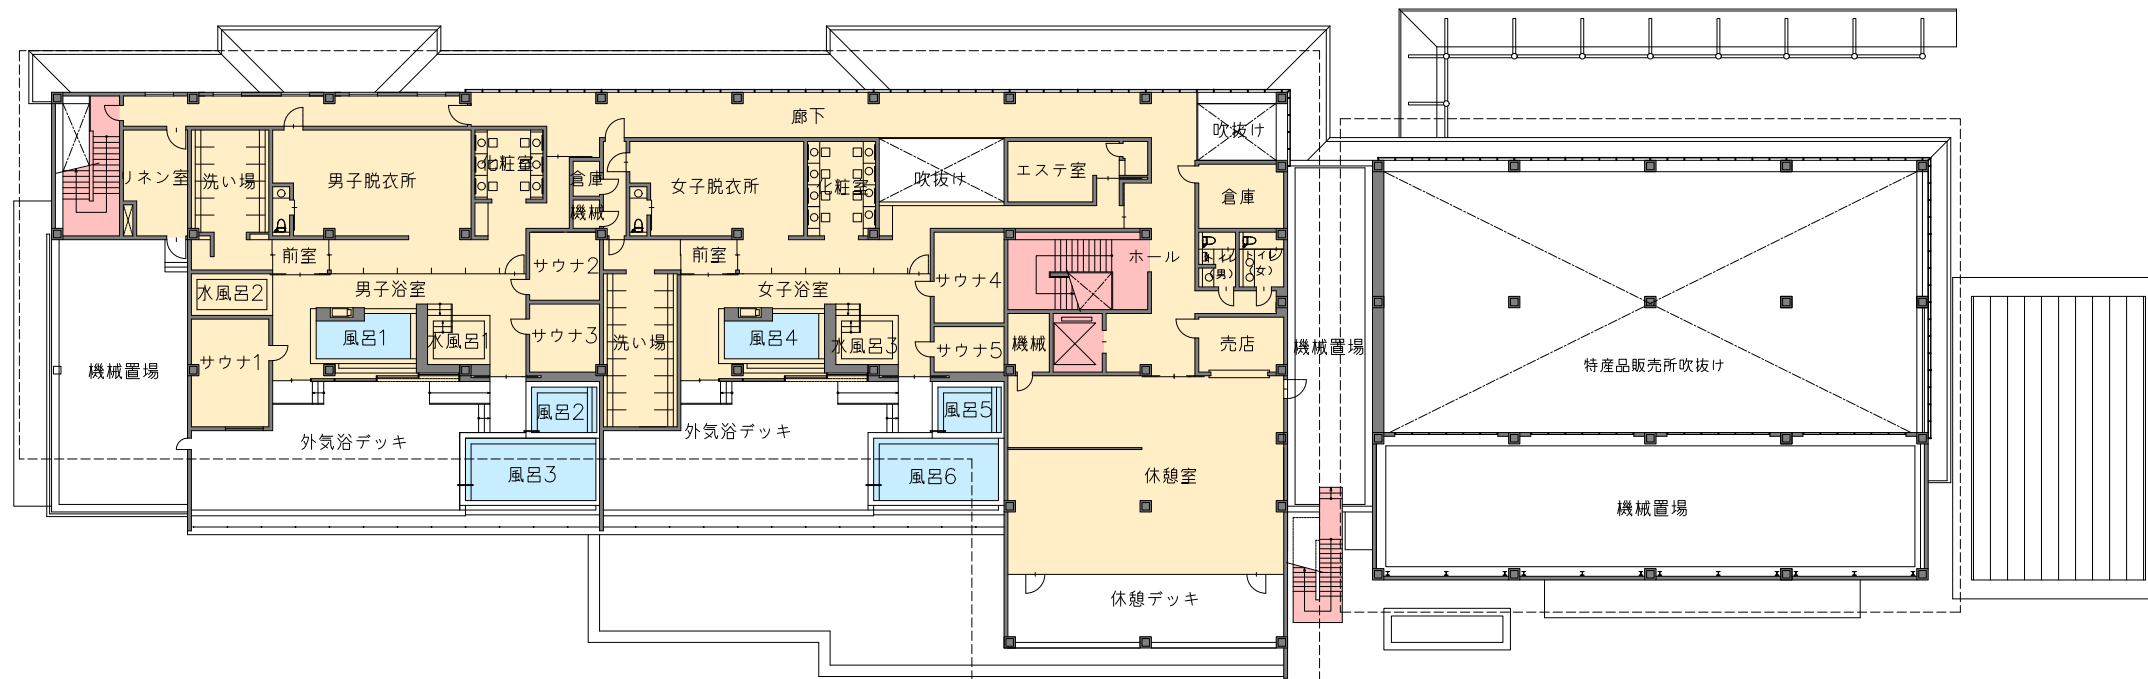 廊下
吹抜け
リネン室
洗い場
男子脱衣所
化粧室
倉庫
機械
女子脱衣所
化粧室
吹抜け
エステ室
倉庫
前室
サウナ2
前室
サウナ4
ホール
トイレ
(男)
トイレ
(女)
水風呂2
男子浴室
女子浴室
機械置場
サウナ1
風呂1
水風呂1
サウナ3
洗い場
風呂4
水風呂3
サウナ5
機械
売店
機械置場
特産品販売所吹抜け
外気浴デッキ
風呂2
風呂3
外気浴デッキ
風呂5
風呂6
休憩室
機械置場
休憩デッキ